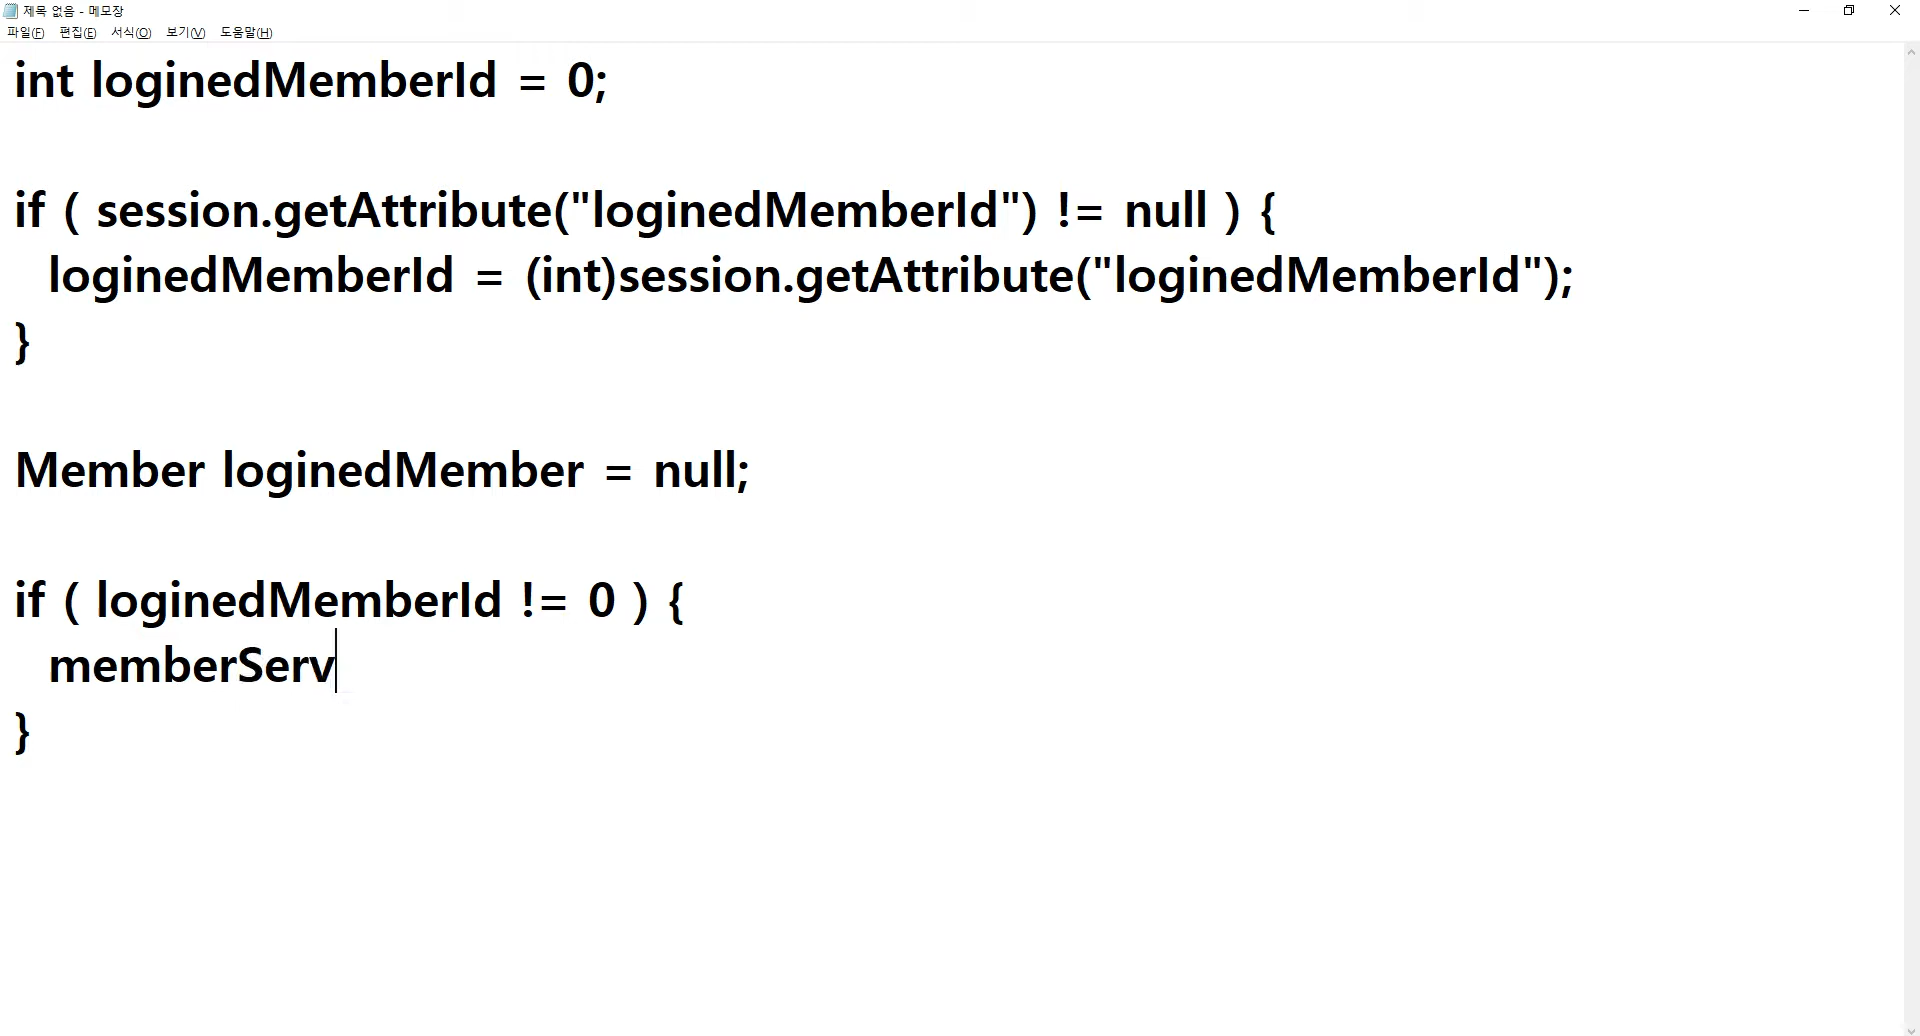 제목 없음 - 메모장
파일(F) 편집(E) 서식(O) 보기(V) 도움말(H)
int loginedMemberId = 0;
if ( session.getAttribute("loginedMemberId") != null ) {
loginedMemberId = (int)session.getAttribute("loginedMemberId");
}
Member loginedMember = null;
if ( loginedMemberId != 0 ) {
memberServ
}